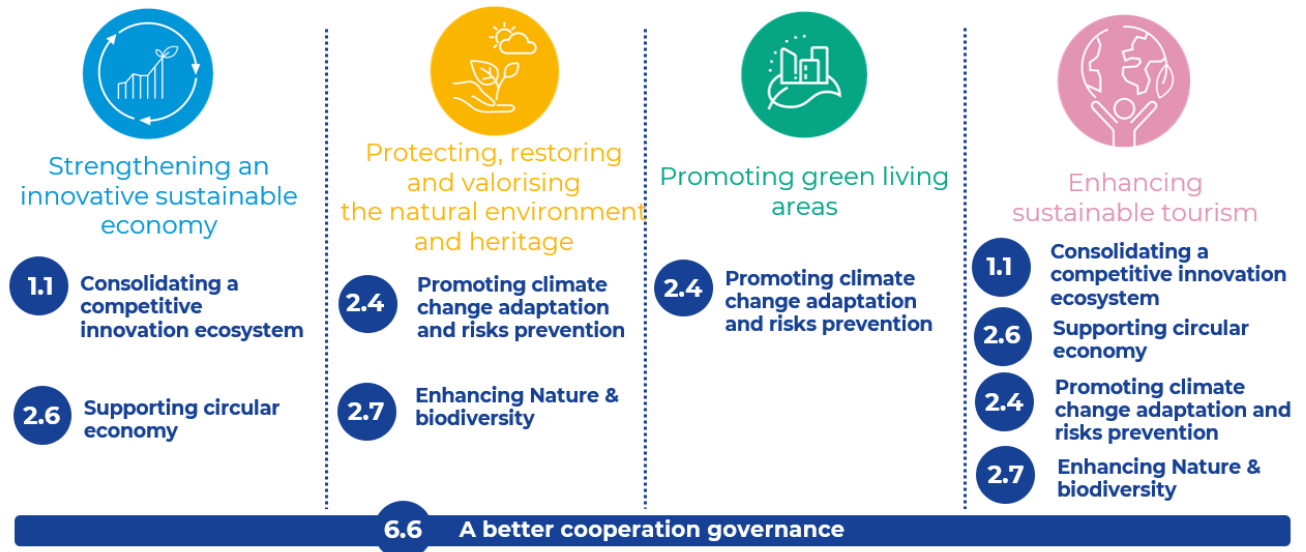 Strengthening an
innovative sustainable
economy
1.1
Consolidating a
competitive
innovation ecosystem
2.6
Supporting circular
economy
Protecting, restoring
and valorising
the natural environment
and heritage
2.4
Promoting climate
change adaptation
and risks prevention
2.7
Enhancing Nature &
biodiversity
Promoting green living
areas
2.4
Promoting climate
change adaptation
and risks prevention
Enhancing
sustainable tourism
1.1
Consolidating a
competitive innovation
ecosystem
2.6
Supporting circular
economy
2.4
Promoting climate
change adaptation and
risks prevention
2.7
Enhancing Nature &
biodiversity
6.6 A better cooperation governance